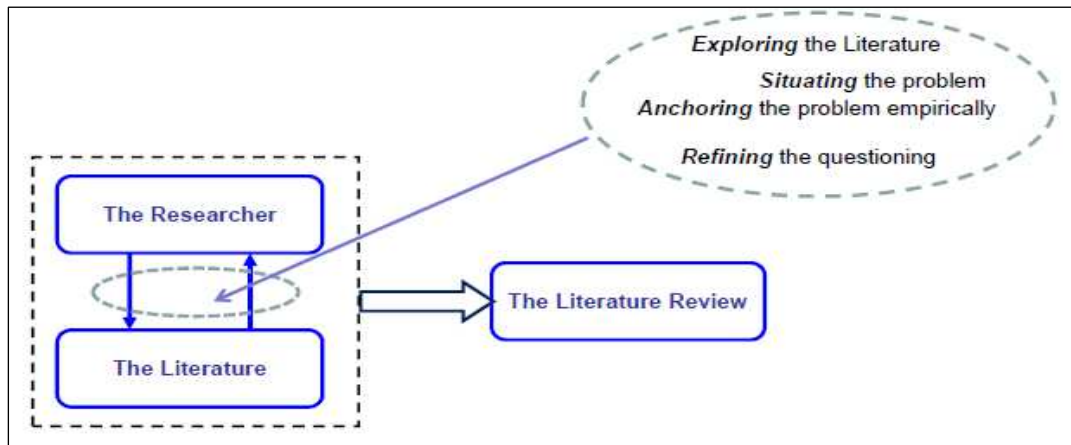 Exploring the Literature
Situating the problem
Anchoring the problem empirically
Refining the questioning
The Researcher
The Literature
The Literature Review